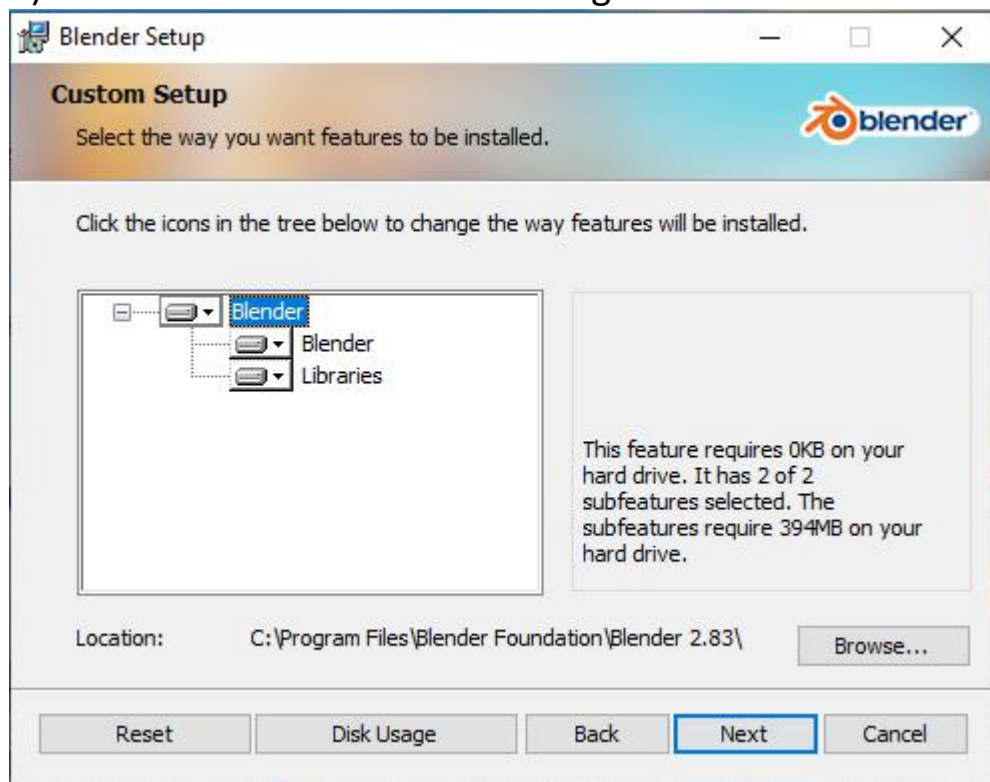 Blender Setup
Custom Setup
Select the way you want features to be installed.
blender
Click the icons in the tree below to change the way features will be installed.
Blender
Blender
Libraries
This feature requires 0KB on your
hard drive. It has 2 of 2
subfeatures selected. The
subfeatures require 394MB on your
hard drive.
Location: C:\Program Files\Blender Foundation\Blender 2.83\ Browse...
Reset Disk Usage Back Next Cancel